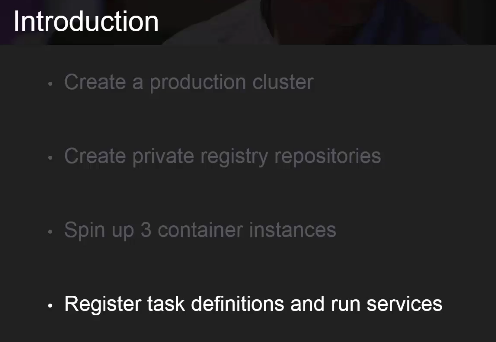 Introduction
• Create a production cluster
• Create private registry repositories
• Spin up 3 container instances
• Register task definitions and run services